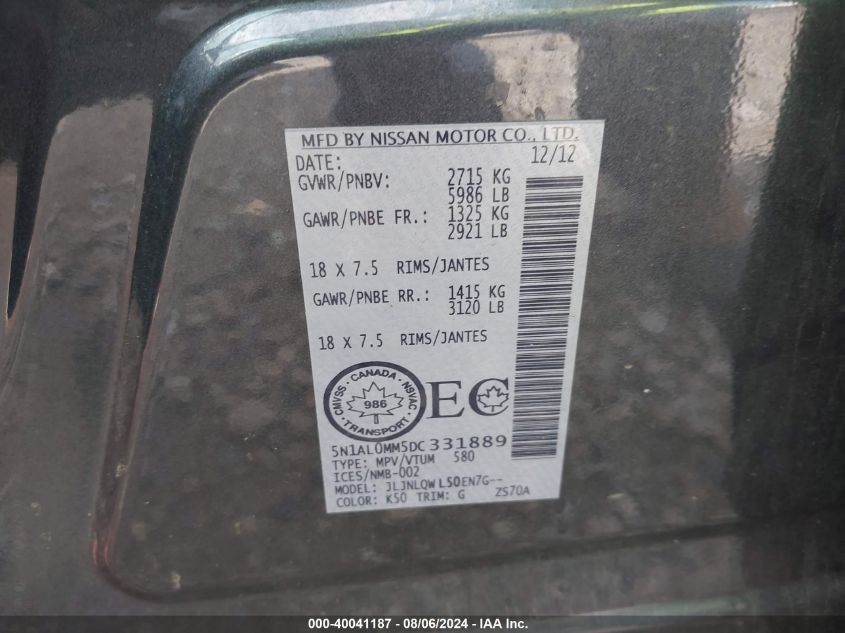 MFD BY NISSAN MOTOR CO., LTD.
DATE: 12/12
GVWR/PNBV: 2715 KG
5986 LB
GAWR/PNBE FR.: 1325 KG
2921 LB
18 X 7.5 RIMS/JANTES
GAWR/PNBE RR.: 1415 KG
3120 LB
18 X 7.5 RIMS/JANTES
CMVSS · CANADA · NSVAC
986
TRANSPORT
EC
5N1AL0MM5DC331889
TYPE: MPV/VTUM 580
ICES/NMB-002
MODEL: JLJNLQWL50EN7G--
COLOR: K50 TRIM: G ZS70A
000-40041187 - 08/06/2024 - IAA Inc.